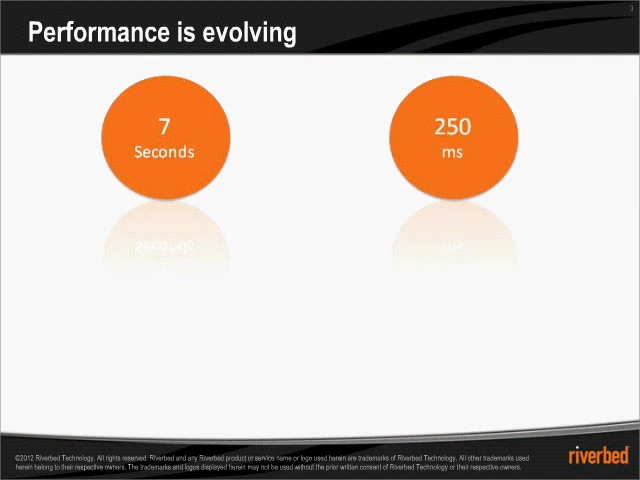 Performance is evolving
3
7
Seconds
250
ms
©2012 Riverbed Technology. All rights reserved. Riverbed and any Riverbed product or service name or logo used herein are trademarks of Riverbed Technology. All other trademarks used
herein belong to their respective owners. The trademarks and logos displayed herein may not be used without the prior written consent of Riverbed Technology or their respective owners.
riverbed